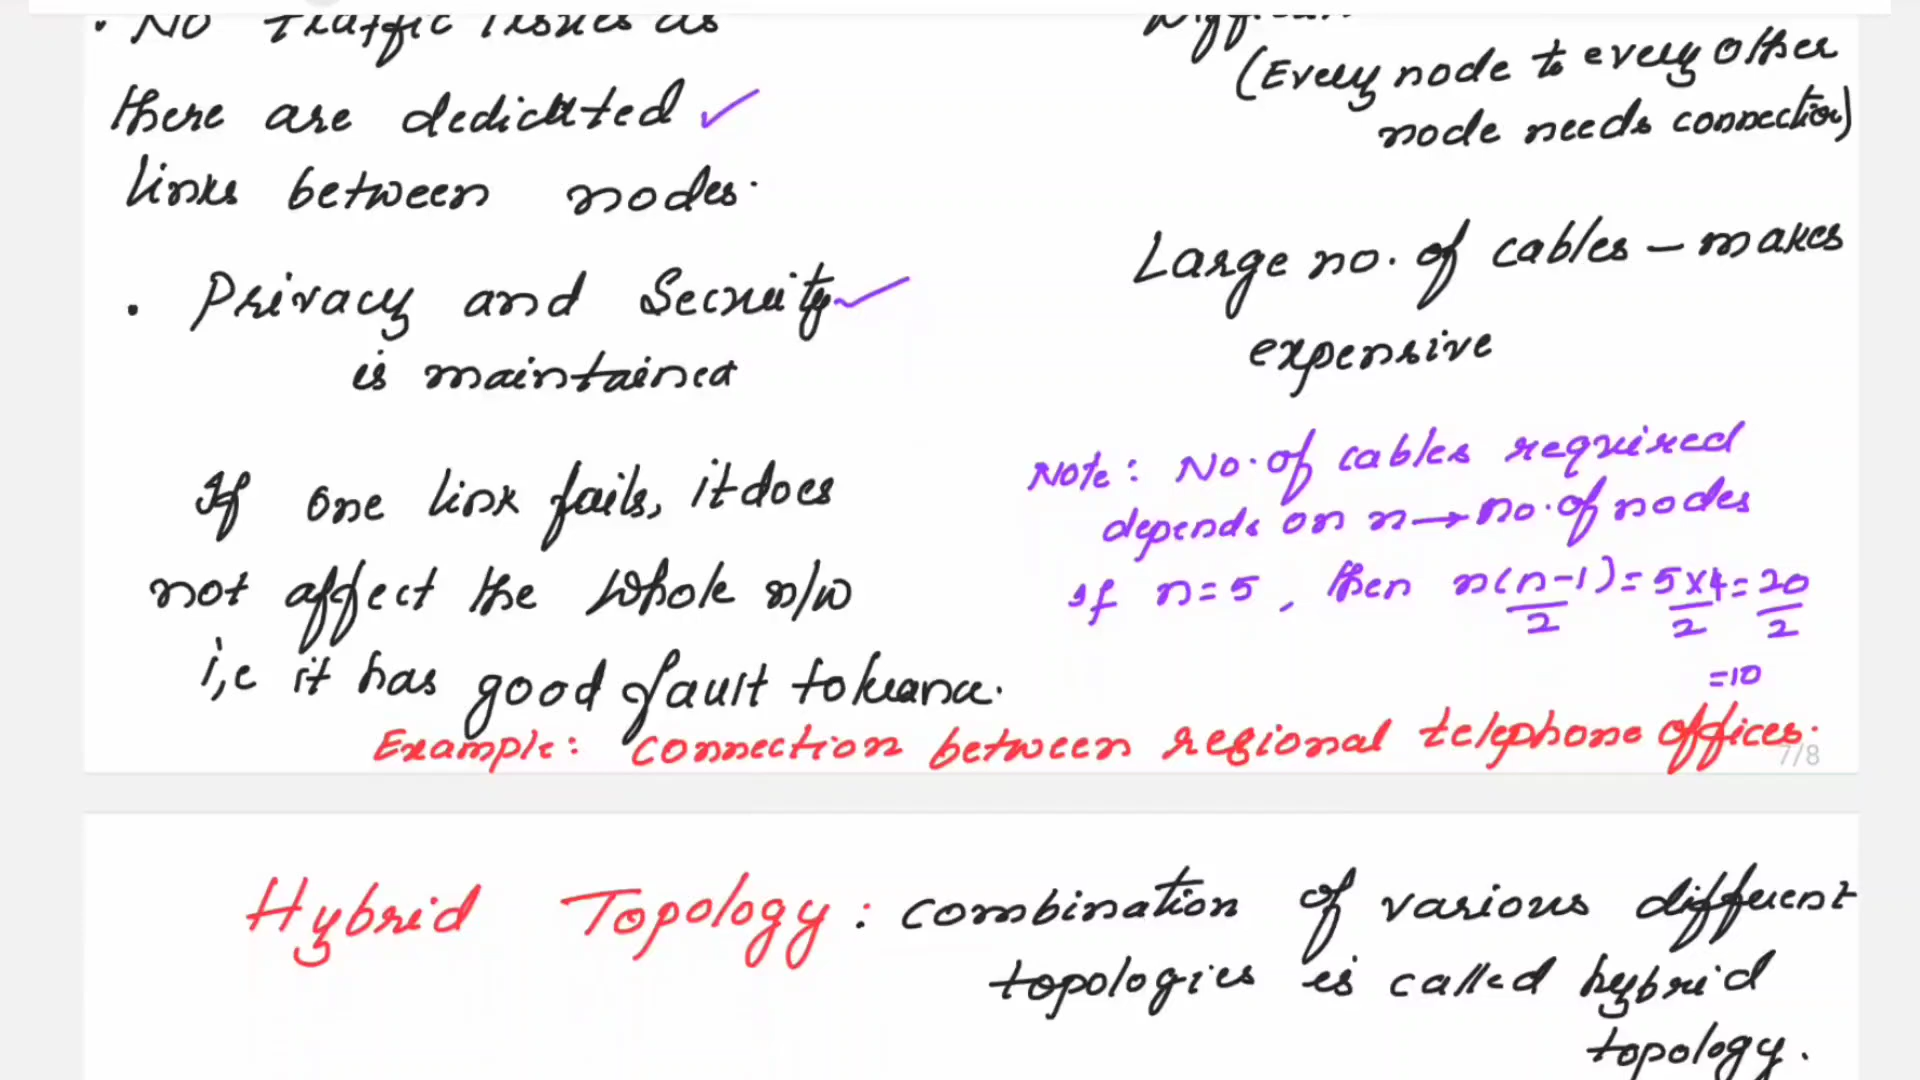 · No traffic issues as
there are dedicated
links between nodes.
· Privacy and Security
is maintained
If one link fails, it does
not affect the whole n/w
i,e it has good fault tolerance.
(Every node to every other
node needs connection)
Large no. of cables – makes
expensive
Note: No. of cables required
depends on n → no. of nodes
If n = 5 , then n(n-1)/2 = 5x4/2 = 20/2
= 10
Example: connection between regional telephone offices.
7/8
Hybrid Topology : combination of various different
topologies is called hybrid
topology.